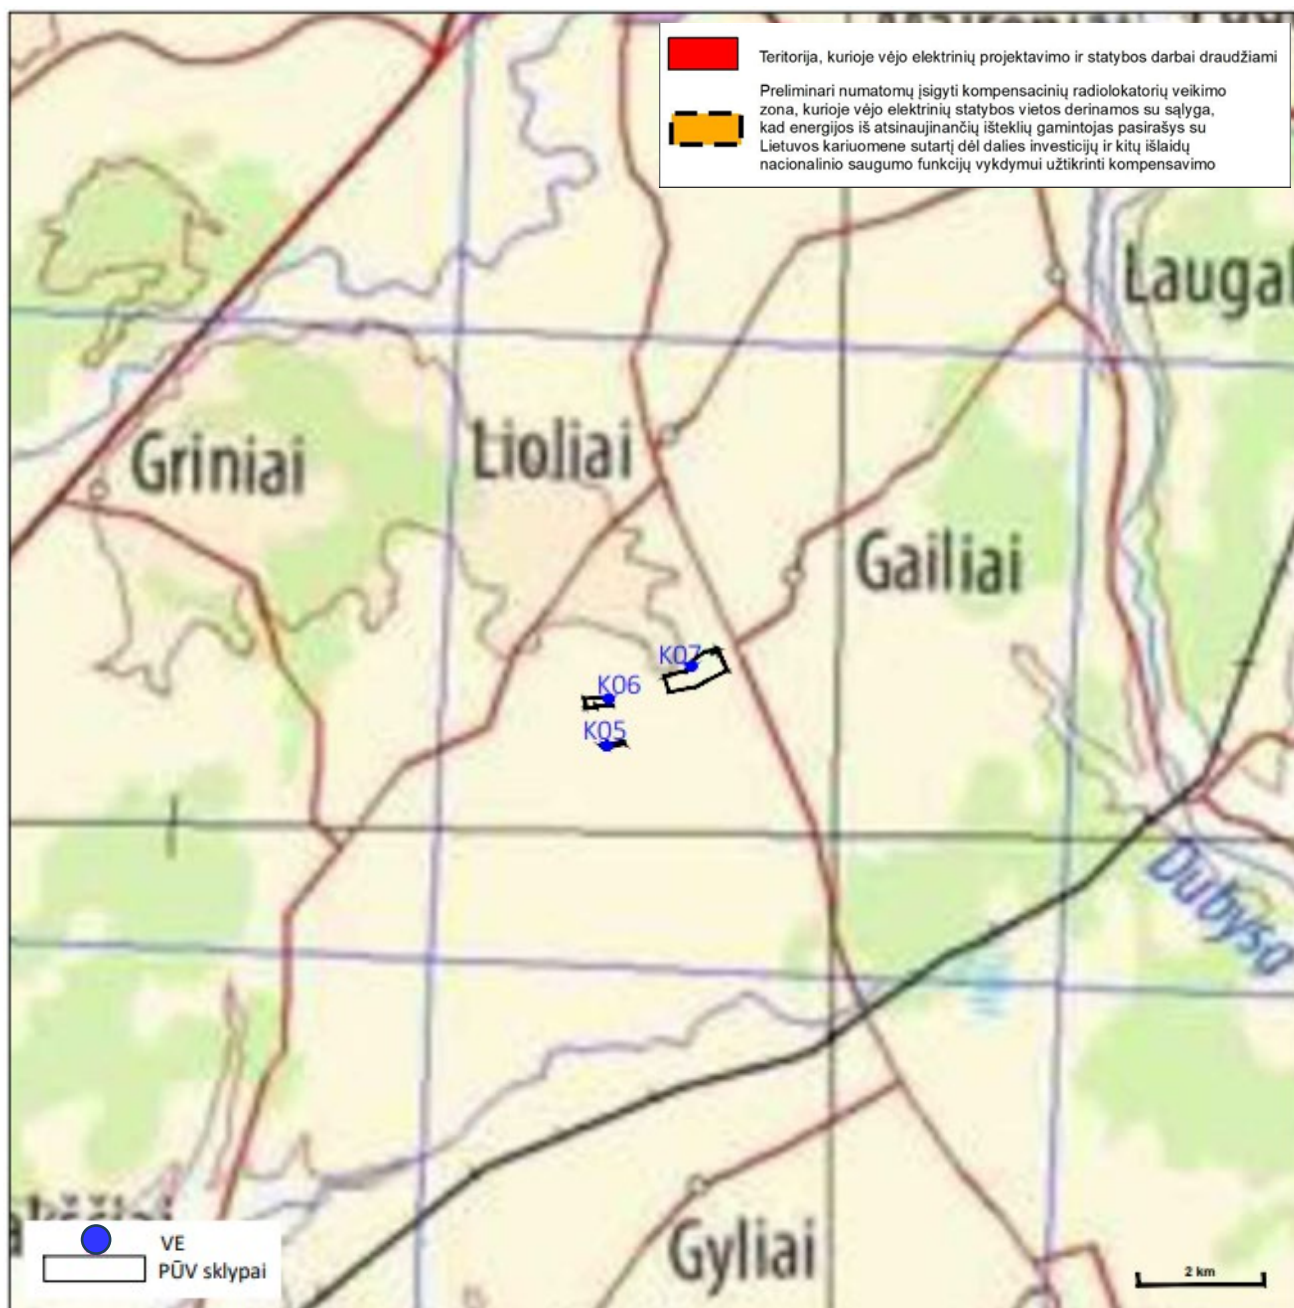 Teritorija, kurioje vėjo elektrinių projektavimo ir statybos darbai draudžiami
Preliminari numatomų įsigyti kompensacinių radiolokatorių veikimo
zona, kurioje vėjo elektrinių statybos vietos derinamos su sąlyga,
kad energijos iš atsinaujinančių išteklių gamintojas pasirašys su
Lietuvos kariuomene sutartį dėl dalies investicijų ir kitų išlaidų
nacionalinio saugumo funkcijų vykdymui užtikrinti kompensavimo
Laugal
Griniai
Lioliai
Gailiai
K07
K06
K05
Dubysa
Gyliai
VE
PŪV sklypai
2 km